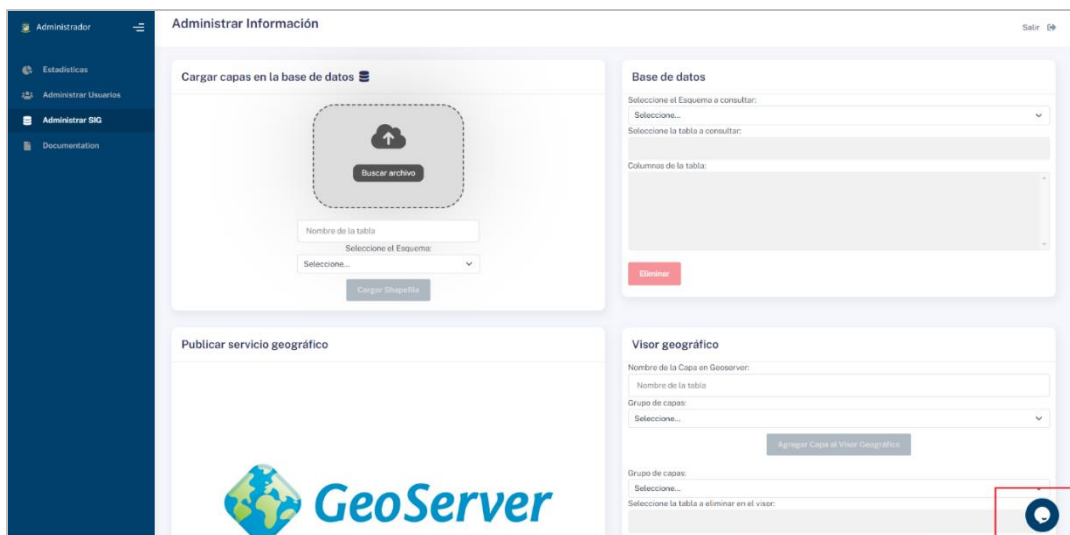 Administrador
Estadísticas
Administrar Usuarios
Administrar SIG
Documentation
Administrar Información
Salir
Cargar capas en la base de datos
Buscar archivo
Nombre de la tabla
Seleccione el Esquema:
Seleccione...
Cargar Shapefile
Base de datos
Seleccione el Esquema a consultar:
Seleccione...
Seleccione la tabla a consultar:
Columnas de la tabla:
Eliminar
Publicar servicio geográfico
GeoServer
Visor geográfico
Nombre de la Capa en Geoserver:
Nombre de la tabla
Grupo de capas:
Seleccione...
Agregar Capa al Visor Geográfico
Grupo de capas:
Seleccione...
Seleccione la tabla a eliminar en el visor: